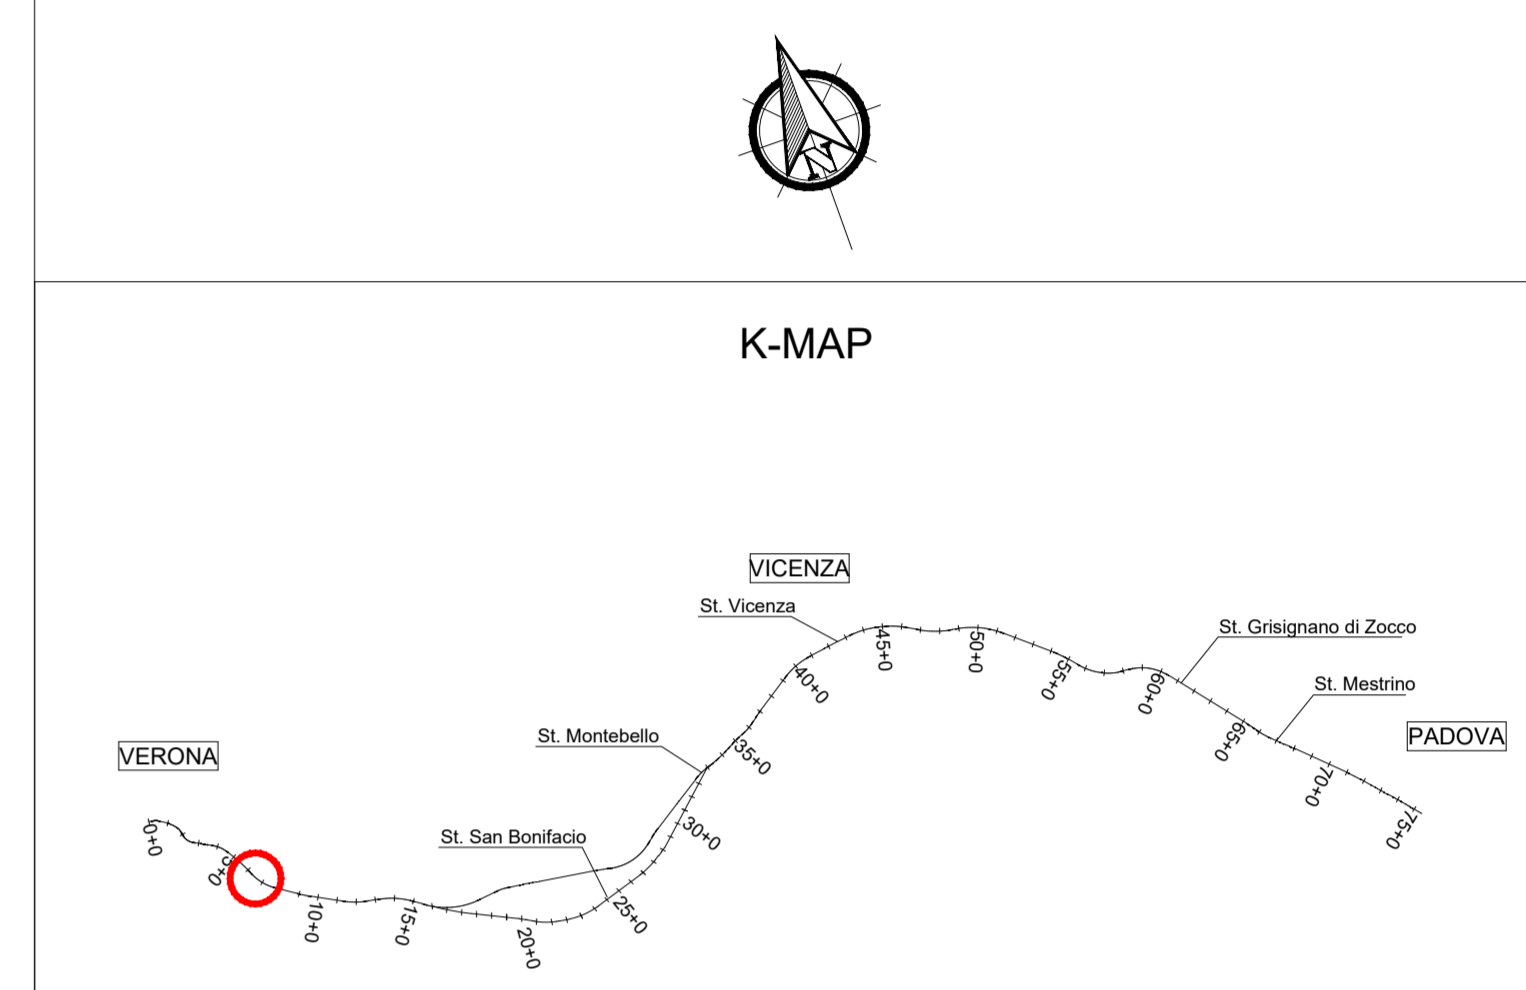 N
K-MAP
VICENZA
St. Vicenza
St. Grisignano di Zocco
St. Mestrino
PADOVA
St. Montebello
VERONA
St. San Bonifacio
0+0
5+0
10+0
15+0
20+0
25+0
30+0
35+0
40+0
45+0
50+0
55+0
60+0
65+0
70+0
75+0